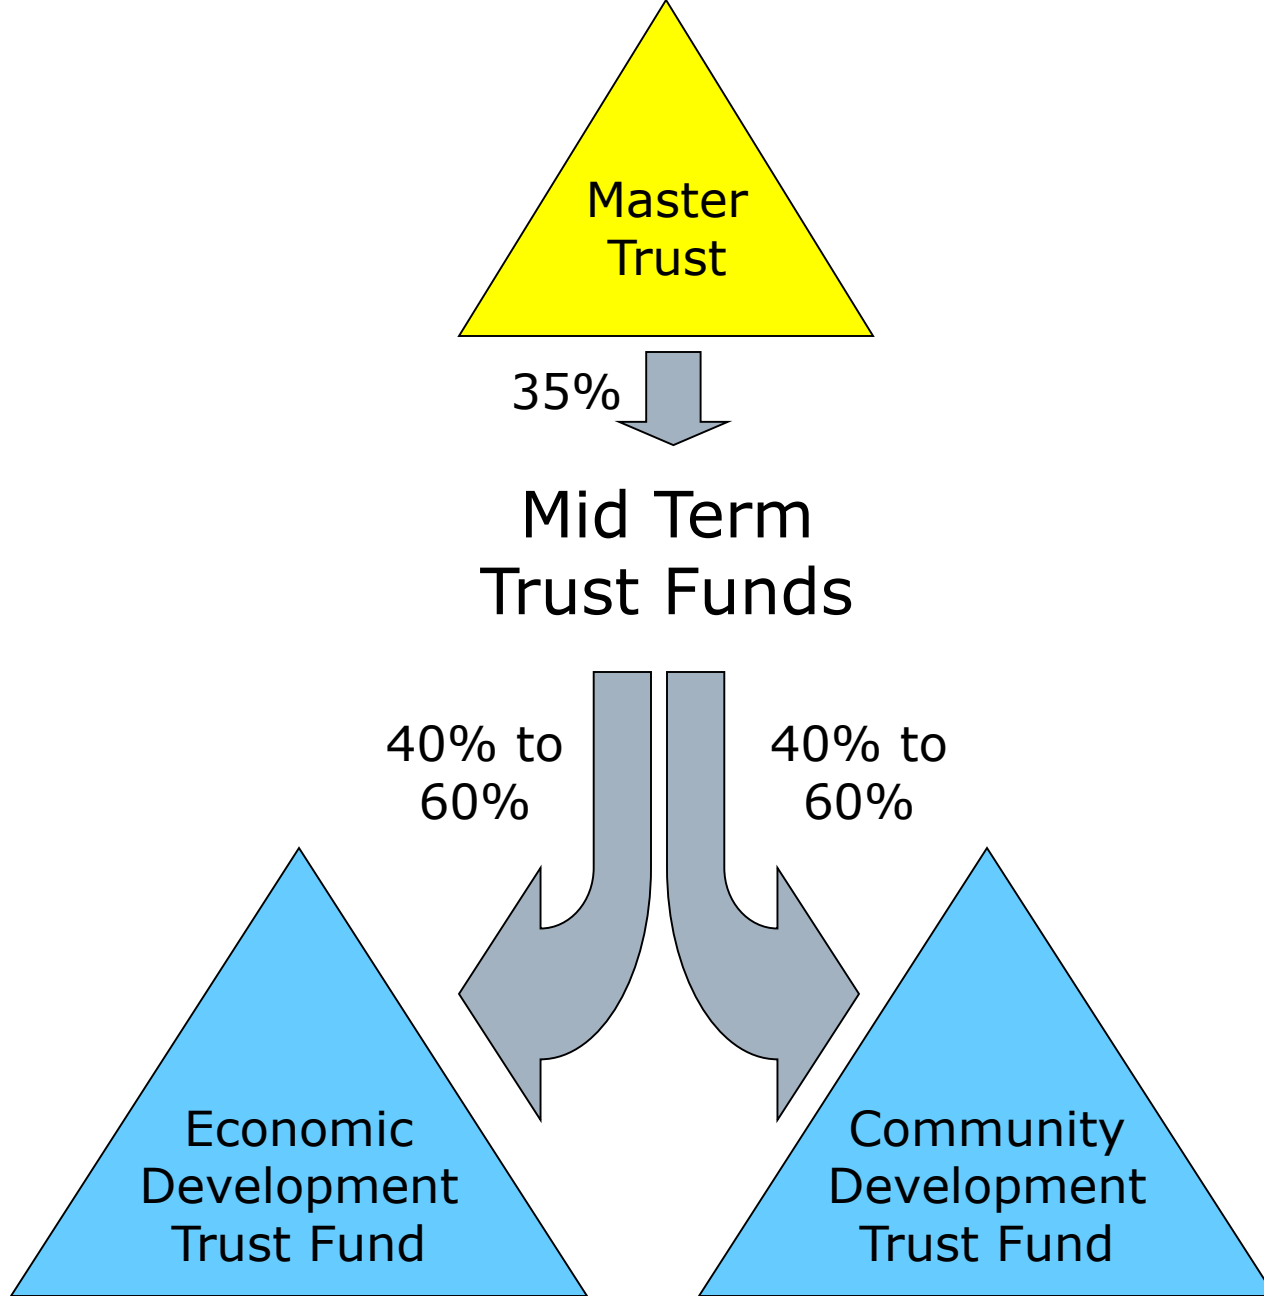 Master
Trust
35%
Mid Term
Trust Funds
40% to
60%
40% to
60%
Economic
Development
Trust Fund
Community
Development
Trust Fund